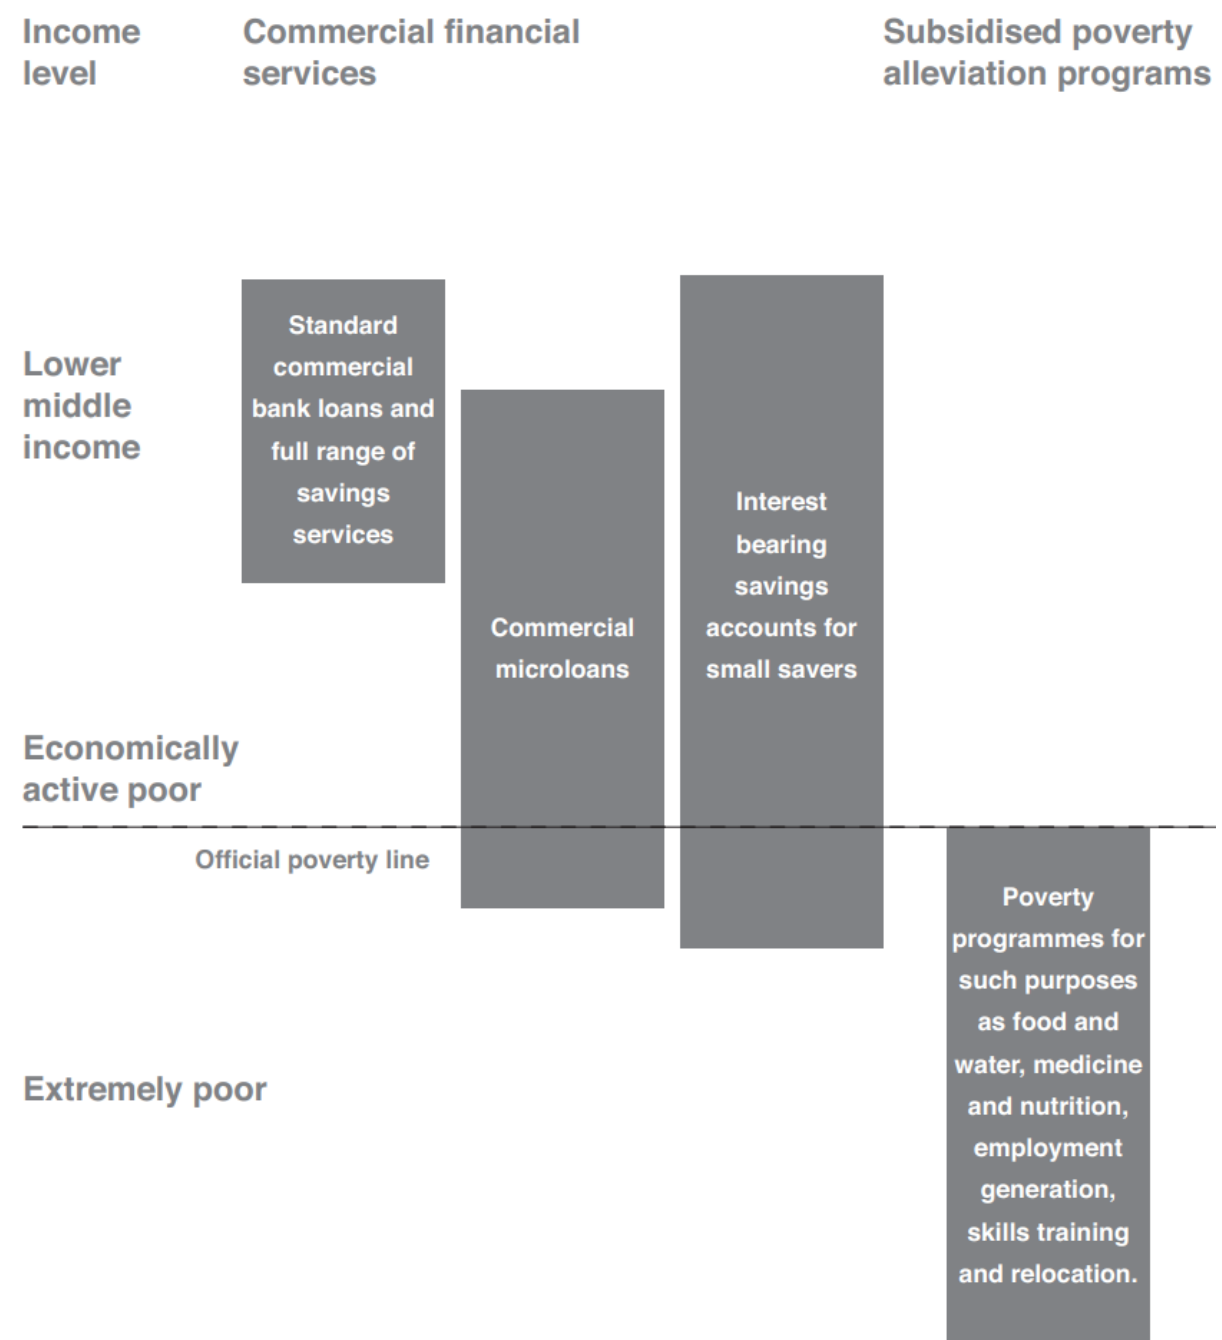 Income
level
Commercial financial
services
Subsidised poverty
alleviation programs
Lower
middle
income
Standard
commercial
bank loans and
full range of
savings
services
Commercial
microloans
Interest
bearing
savings
accounts for
small savers
Economically
active poor
Official poverty line
Extremely poor
Poverty
programmes for
such purposes
as food and
water, medicine
and nutrition,
employment
generation,
skills training
and relocation.